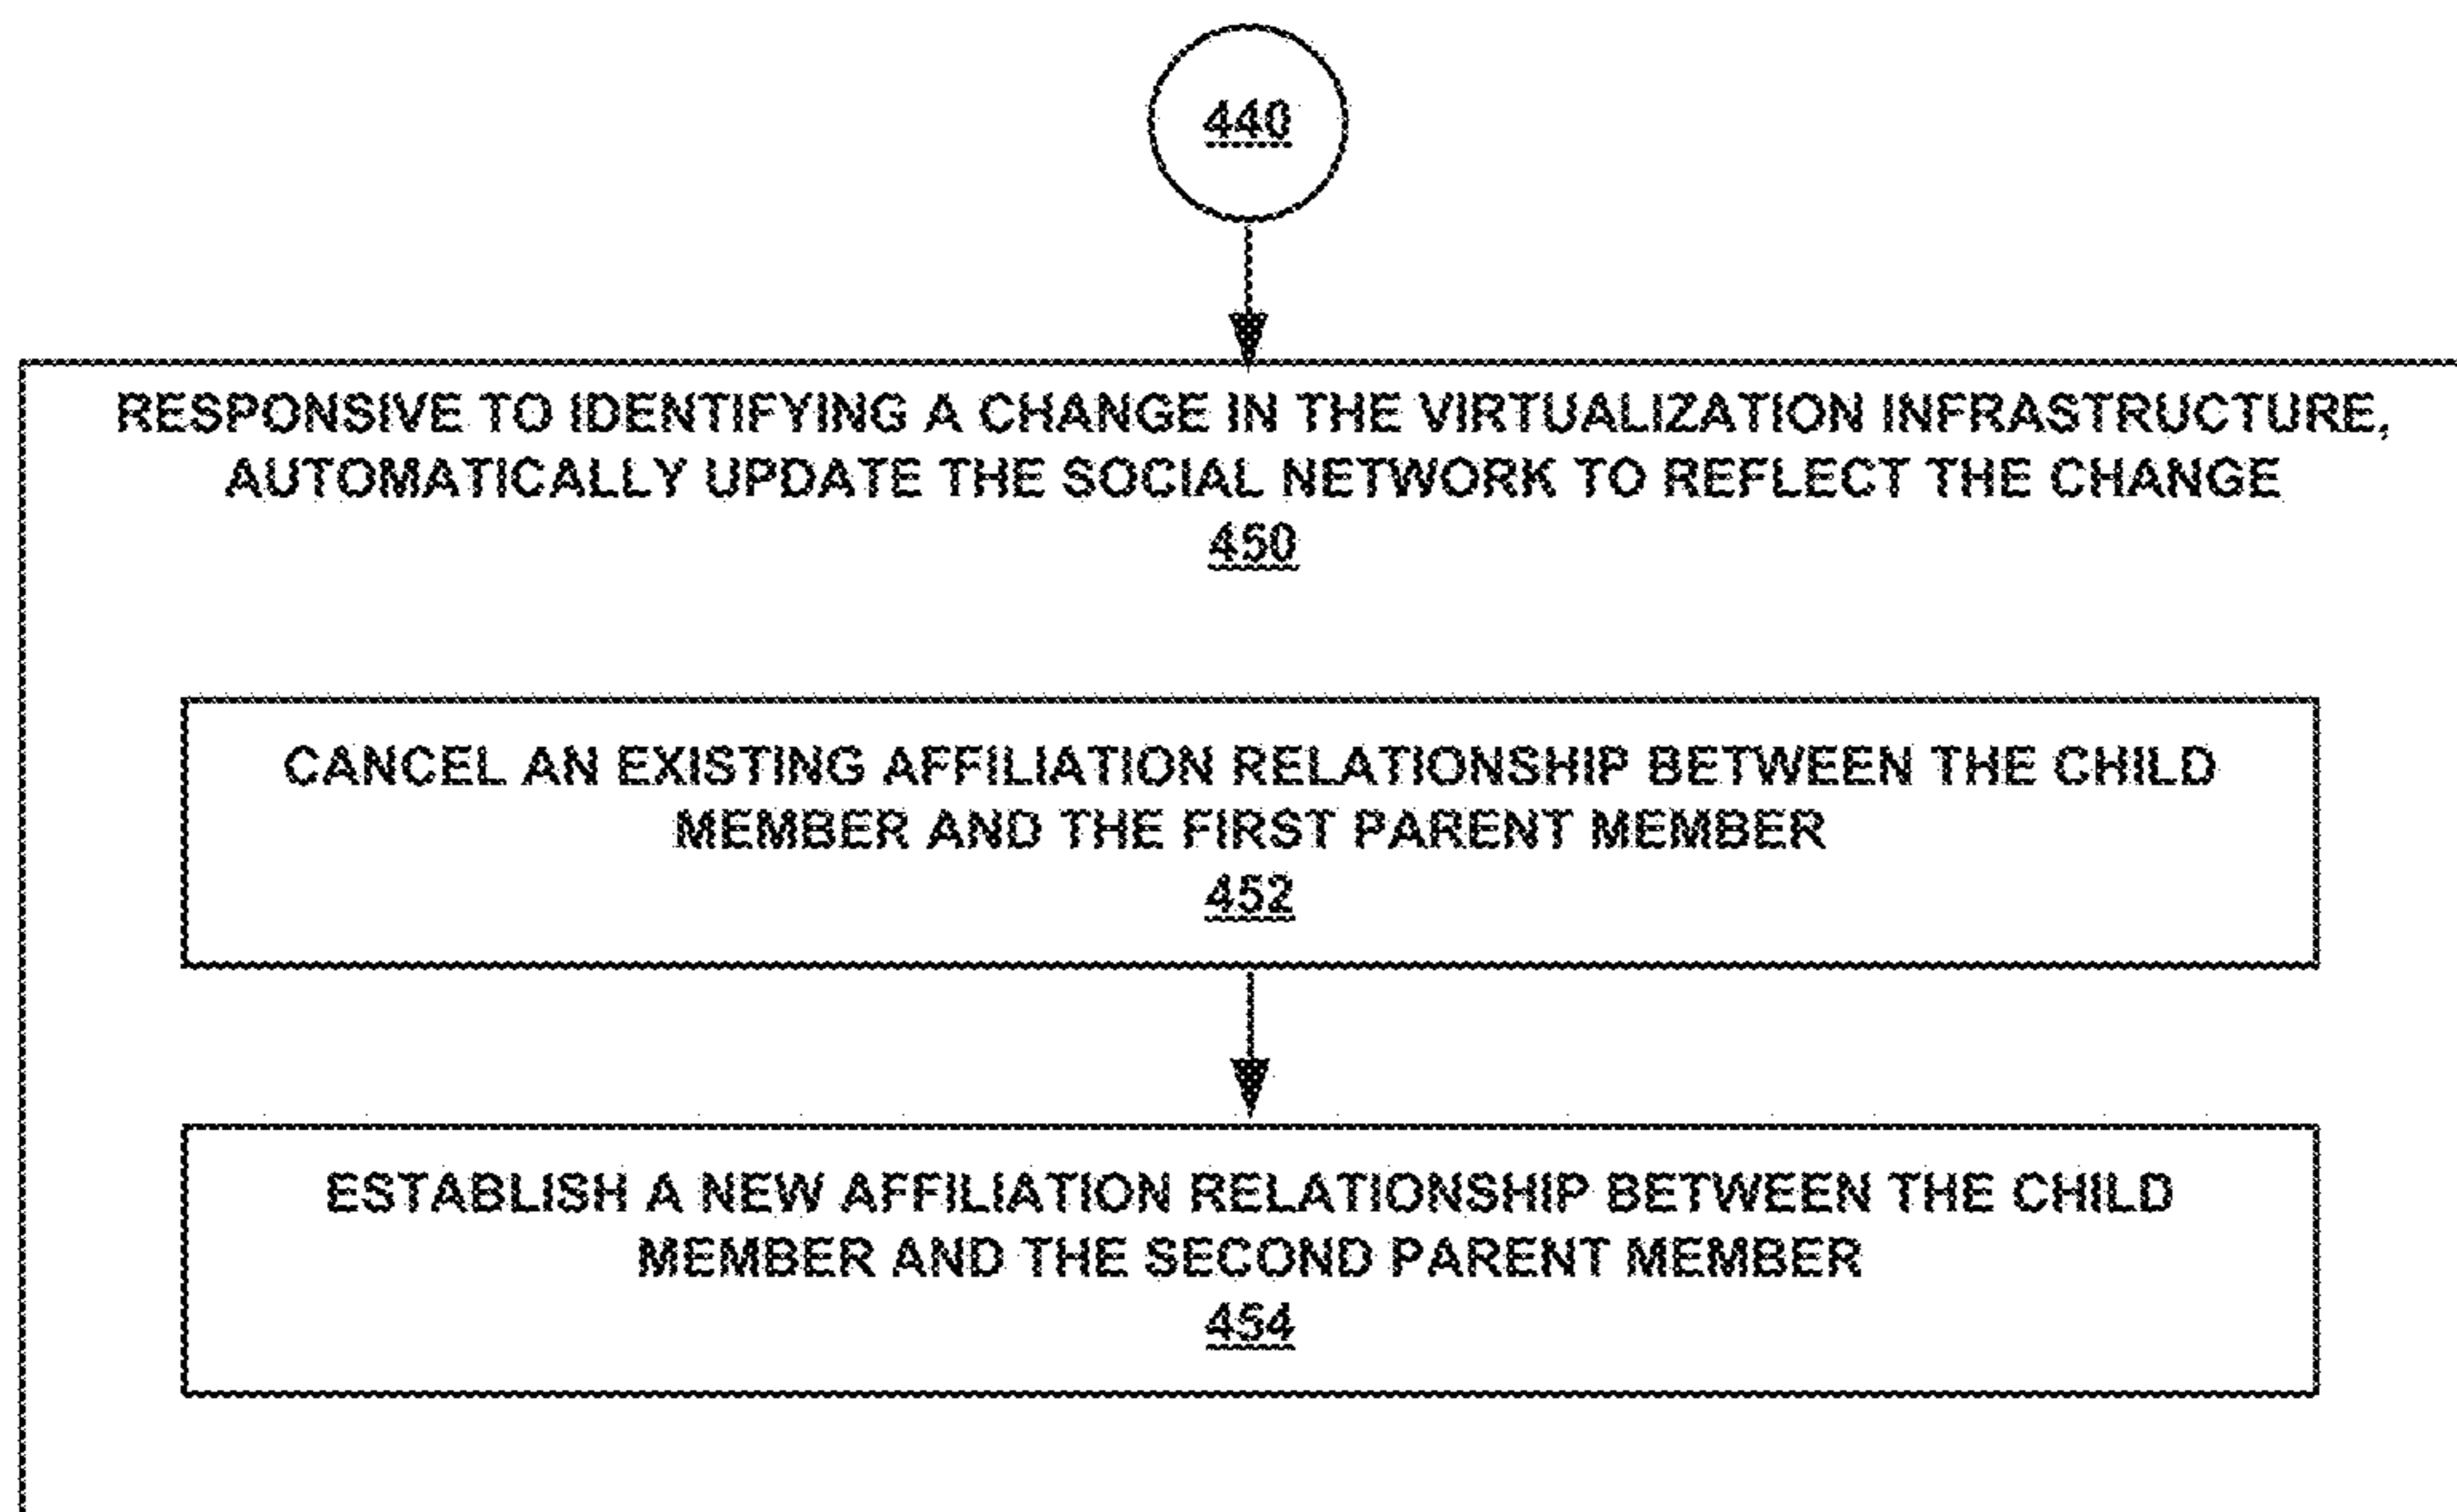 440
RESPONSIVE TO IDENTIFYING A CHANGE IN THE VIRTUALIZATION INFRASTRUCTURE,
AUTOMATICALLY UPDATE THE SOCIAL NETWORK TO REFLECT THE CHANGE
450
CANCEL AN EXISTING AFFILIATION RELATIONSHIP BETWEEN THE CHILD
MEMBER AND THE FIRST PARENT MEMBER
452
ESTABLISH A NEW AFFILIATION RELATIONSHIP BETWEEN THE CHILD
MEMBER AND THE SECOND PARENT MEMBER
454